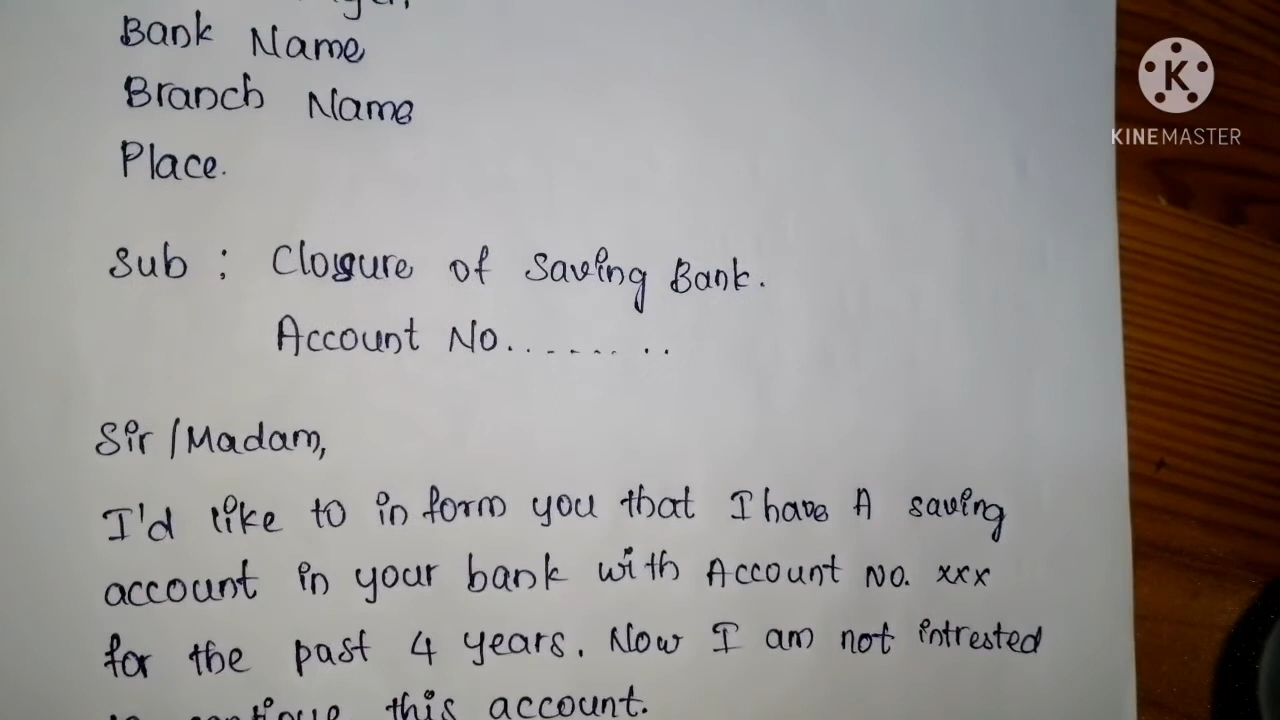 Bank Name
Branch Name
Place.
Sub : Closure of Saving Bank.
Account No.........
Sir/Madam,
I'd like to inform you that I have A saving
account in your bank with Account No. xxx
for the past 4 years. Now I am not intrested
to continue this account.
K
KINEMASTER